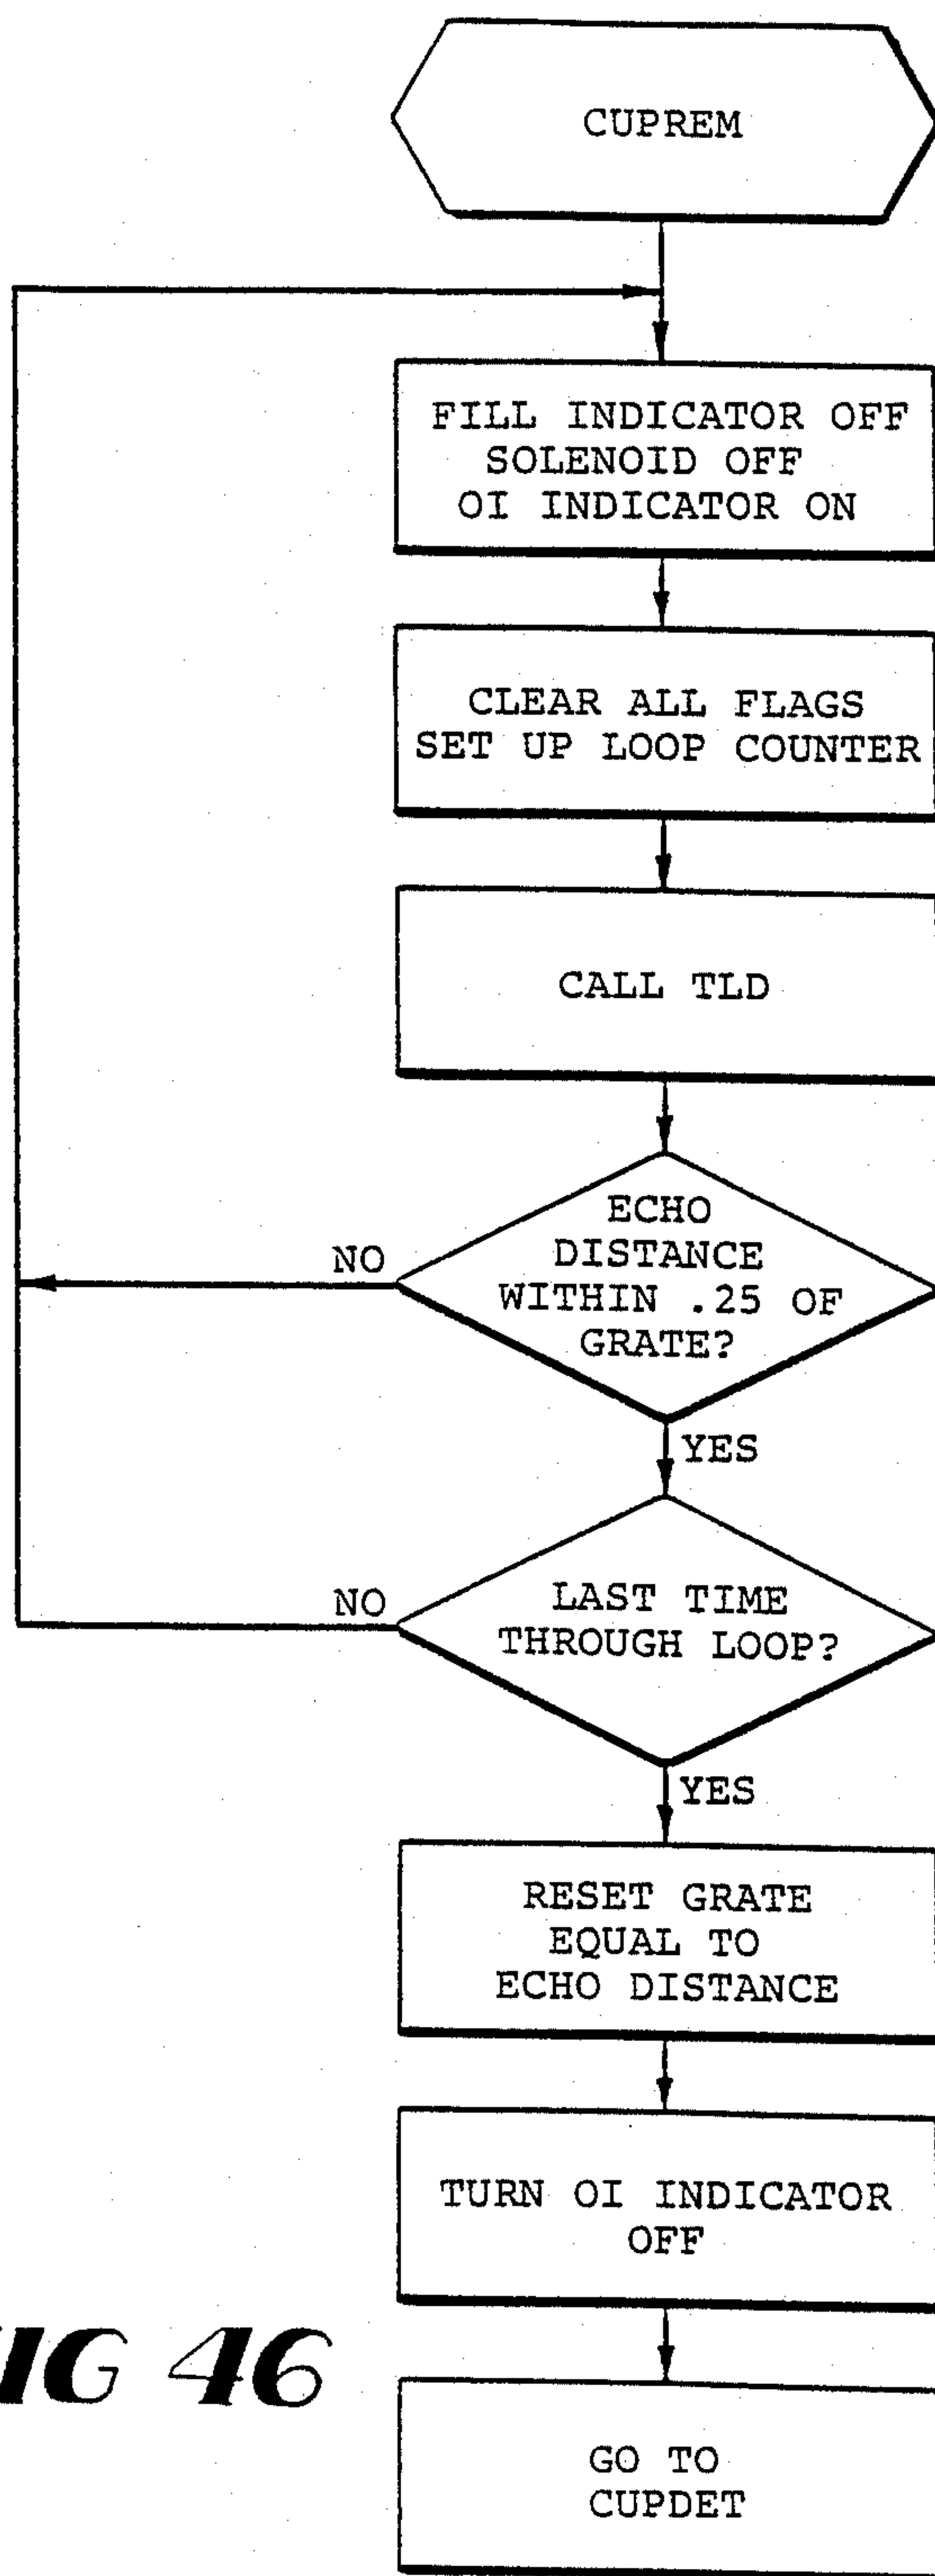 CUPREM
FILL INDICATOR OFF
SOLENOID OFF
OI INDICATOR ON
CLEAR ALL FLAGS
SET UP LOOP COUNTER
CALL TLD
ECHO
DISTANCE
WITHIN .25 OF
GRATE?
NO
YES
LAST TIME
THROUGH LOOP?
NO
YES
RESET GRATE
EQUAL TO
ECHO DISTANCE
TURN OI INDICATOR
OFF
IG 46
GO TO
CUPDET